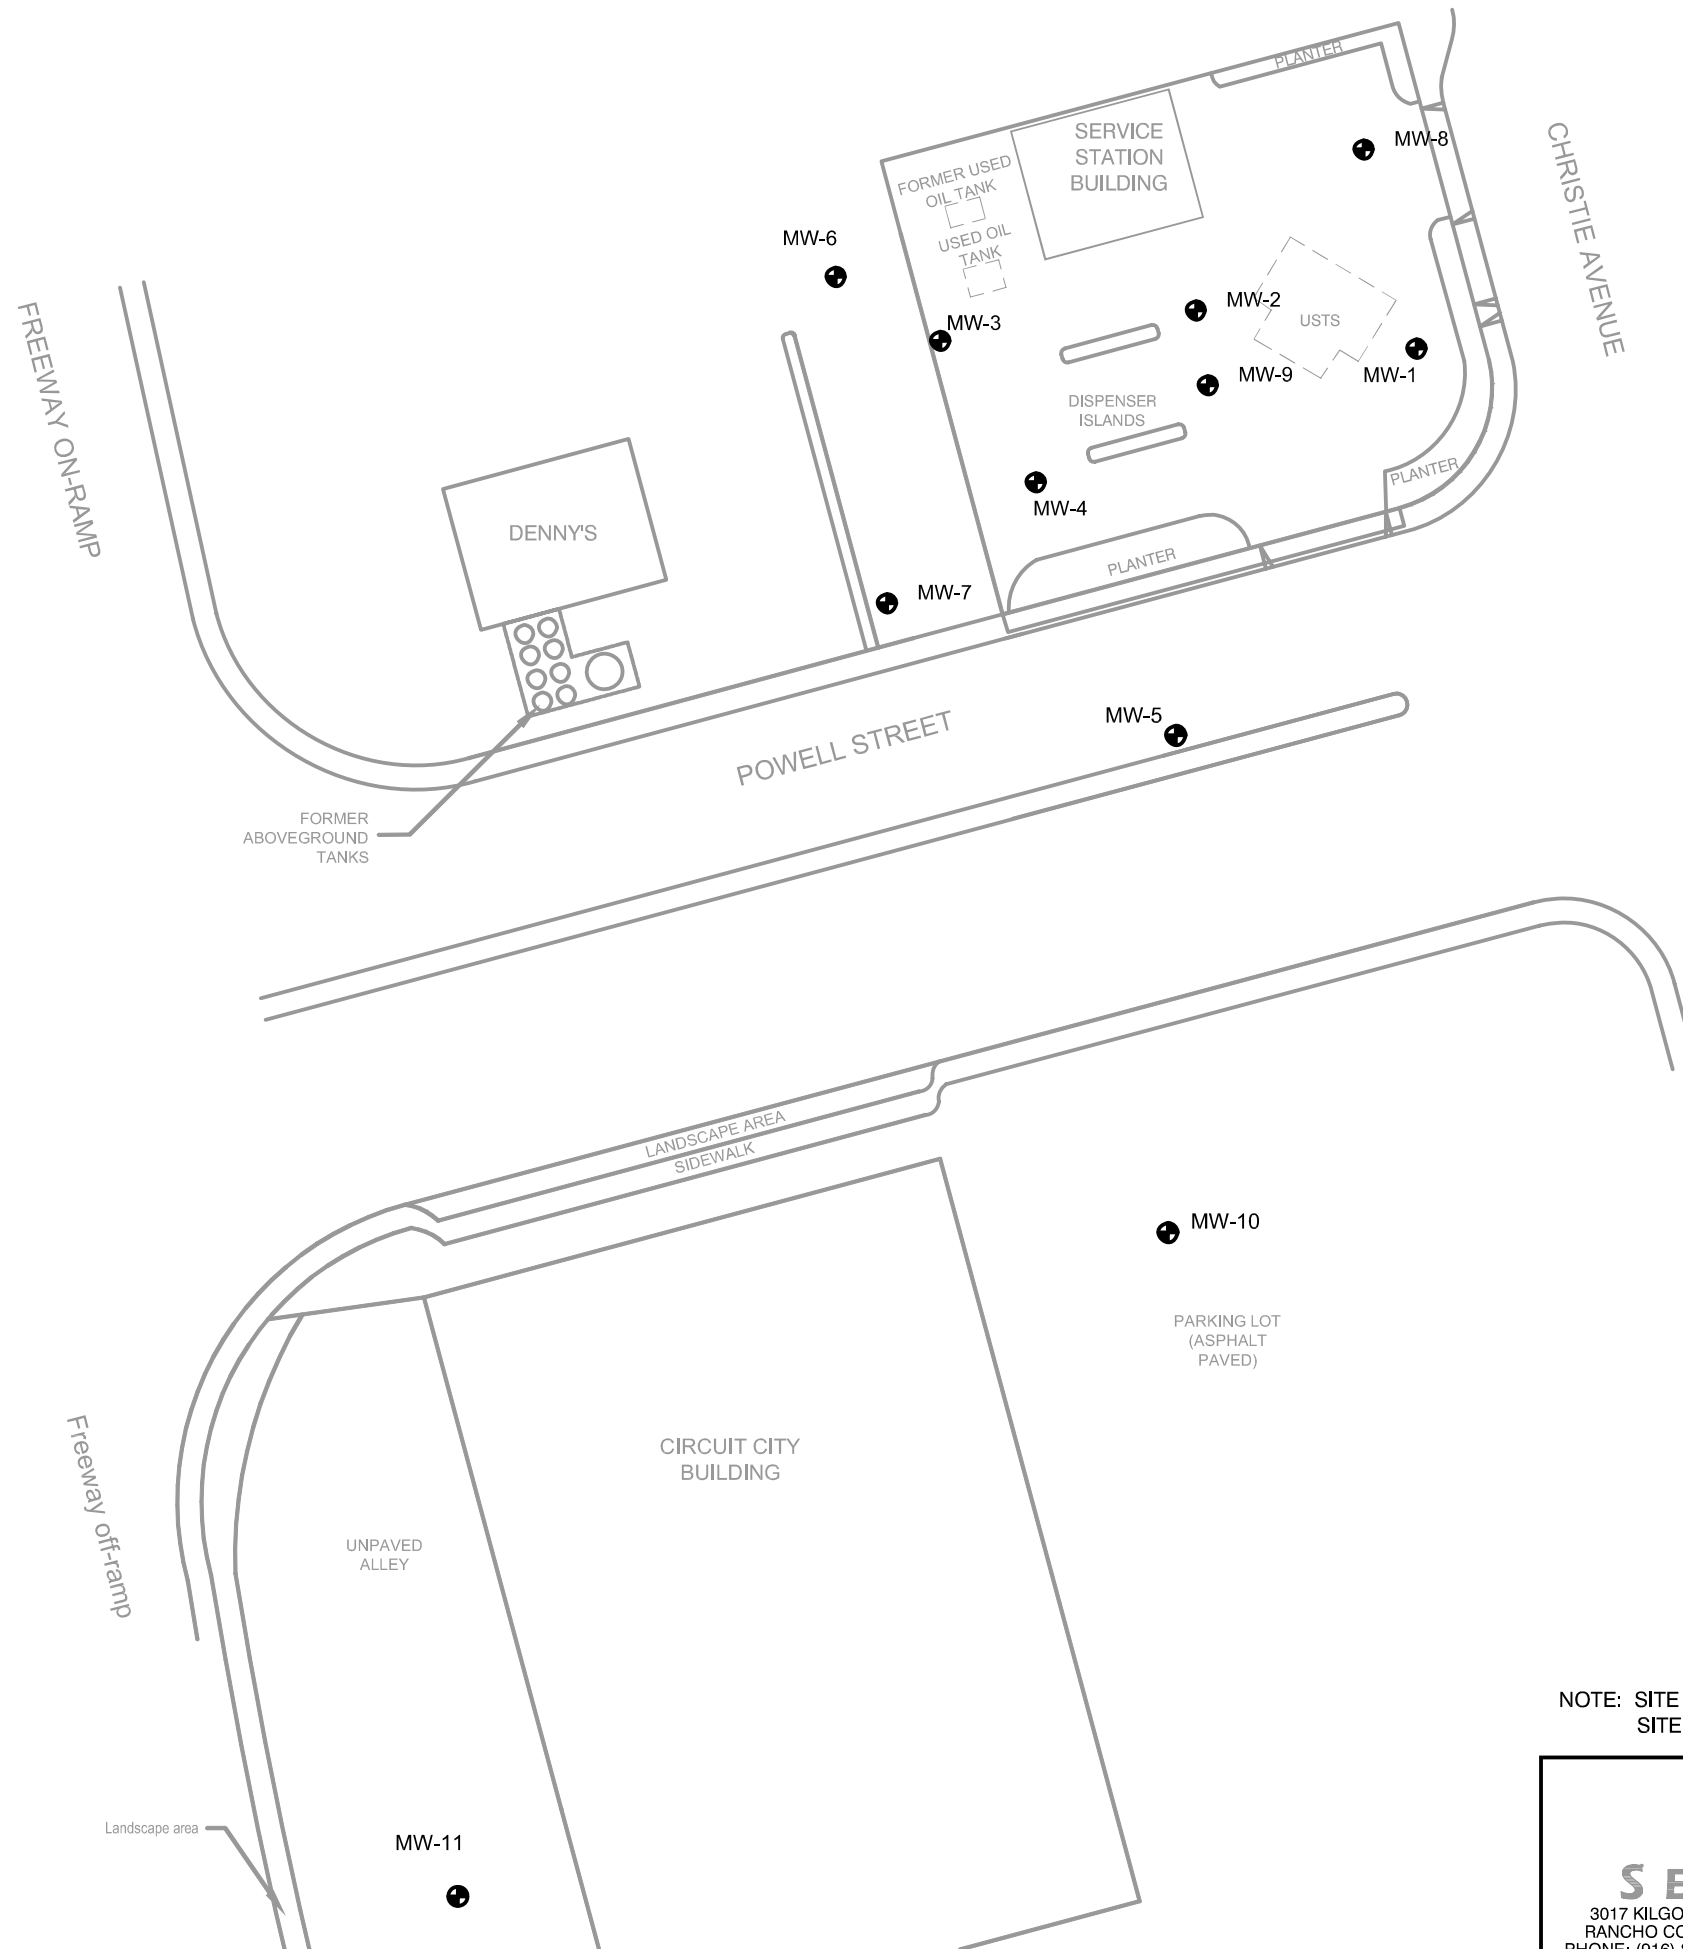 PLANTER
SERVICE
STATION
BUILDING
MW-8
CHRISTIE AVENUE
FORMER USED
OIL TANK
USED OIL
TANK
MW-6
MW-3
MW-2
USTS
MW-9
MW-1
DISPENSER
ISLANDS
FREEWAY ON-RAMP
PLANTER
MW-4
DENNY'S
PLANTER
MW-7
MW-5
POWELL STREET
FORMER
ABOVEGROUND
TANKS
LANDSCAPE AREA
SIDEWALK
MW-10
PARKING LOT
(ASPHALT
PAVED)
CIRCUIT CITY
BUILDING
Freeway off-ramp
UNPAVED
ALLEY
NOTE: SITE
SITE
Landscape area
MW-11
S
3017
RANCHO
PHONE: (916)